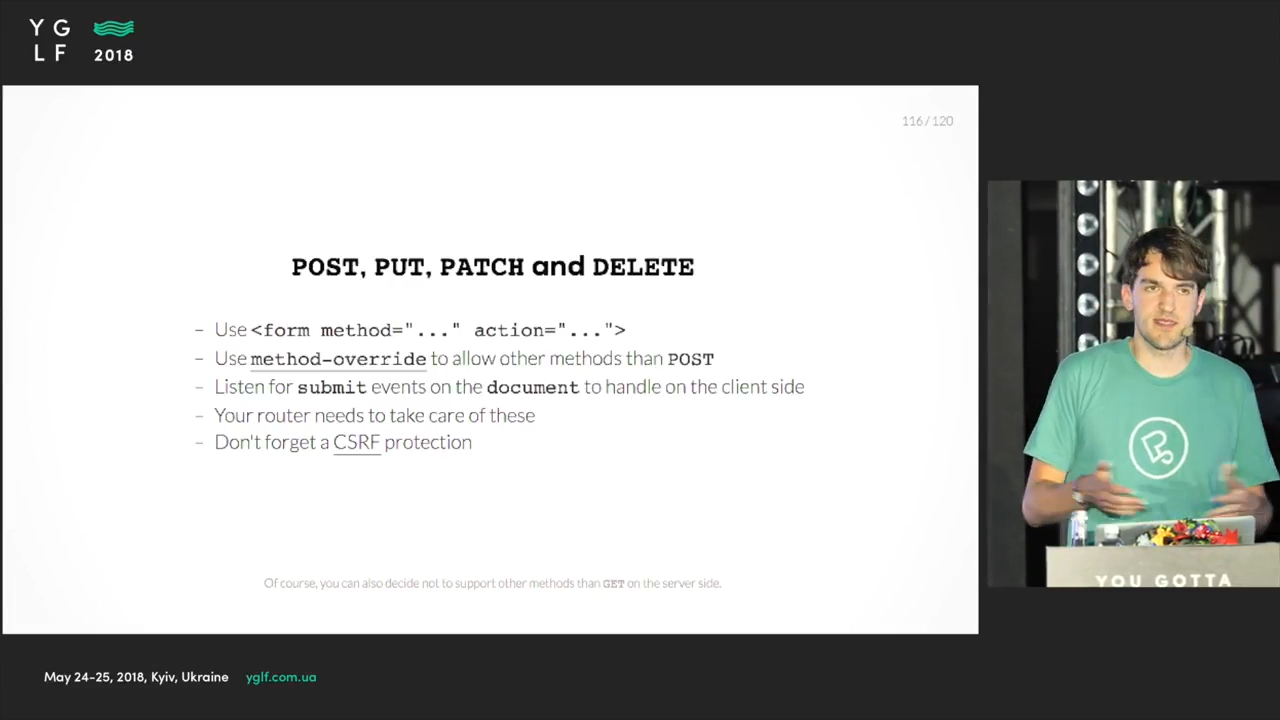 Y G
L F
2018
116/120
POST, PUT, PATCH and DELETE
– Use <form method="..." action="...">
– Use method-override to allow other methods than POST
– Listen for submit events on the document to handle on the client side
– Your router needs to take care of these
– Don't forget a CSRF protection
Of course, you can also decide not to support other methods than GET on the server side.
YOU GOTTA
May 24-25, 2018, Kyiv, Ukraine yglf.com.ua